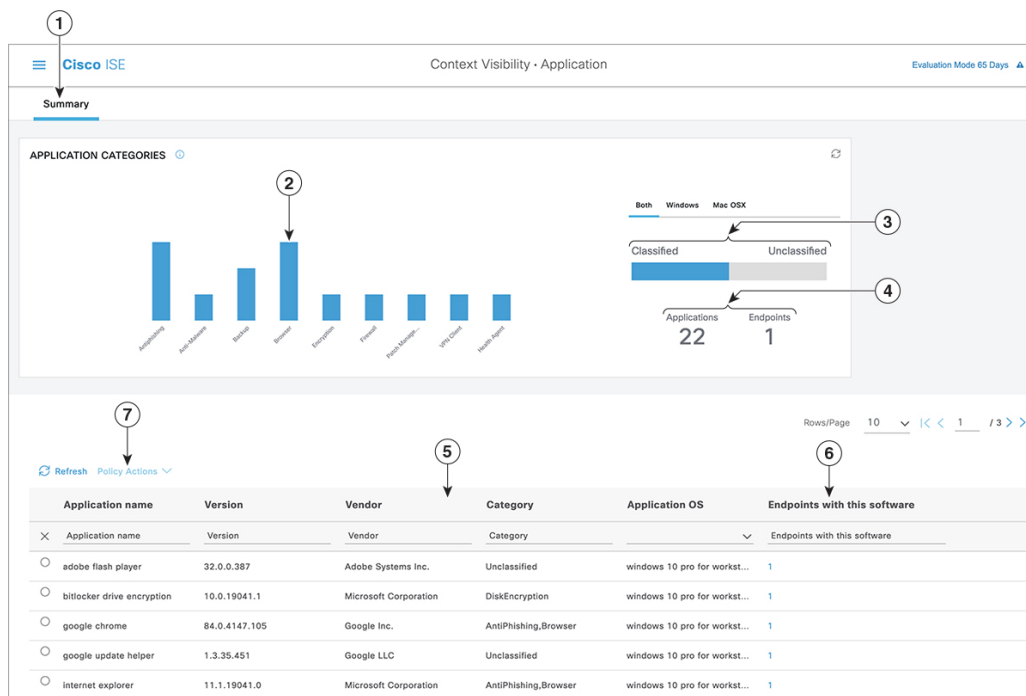 1
Cisco ISE
Context Visibility · Application
Evaluation Mode 65 Days
Summary
APPLICATION CATEGORIES
2
Both Windows Mac OSX
3
Classified Unclassified
4
Applications Endpoints
22 1
Antiphishing
Anti-Malware
Backup
Browser
Encryption
Firewall
Patch Manage...
VPN Client
Health Agent
7
Rows/Page 10 1 / 3
5
6
Refresh Policy Actions
Application name Version Vendor Category Application OS Endpoints with this software
Application name Version Vendor Category Endpoints with this software
adobe flash player 32.0.0.387 Adobe Systems Inc. Unclassified windows 10 pro for workst... 1
bitlocker drive encryption 10.0.19041.1 Microsoft Corporation DiskEncryption windows 10 pro for workst... 1
google chrome 84.0.4147.105 Google Inc. AntiPhishing,Browser windows 10 pro for workst... 1
google update helper 1.3.35.451 Google LLC Unclassified windows 10 pro for workst... 1
internet explorer 11.1.19041.0 Microsoft Corporation AntiPhishing,Browser windows 10 pro for workst... 1